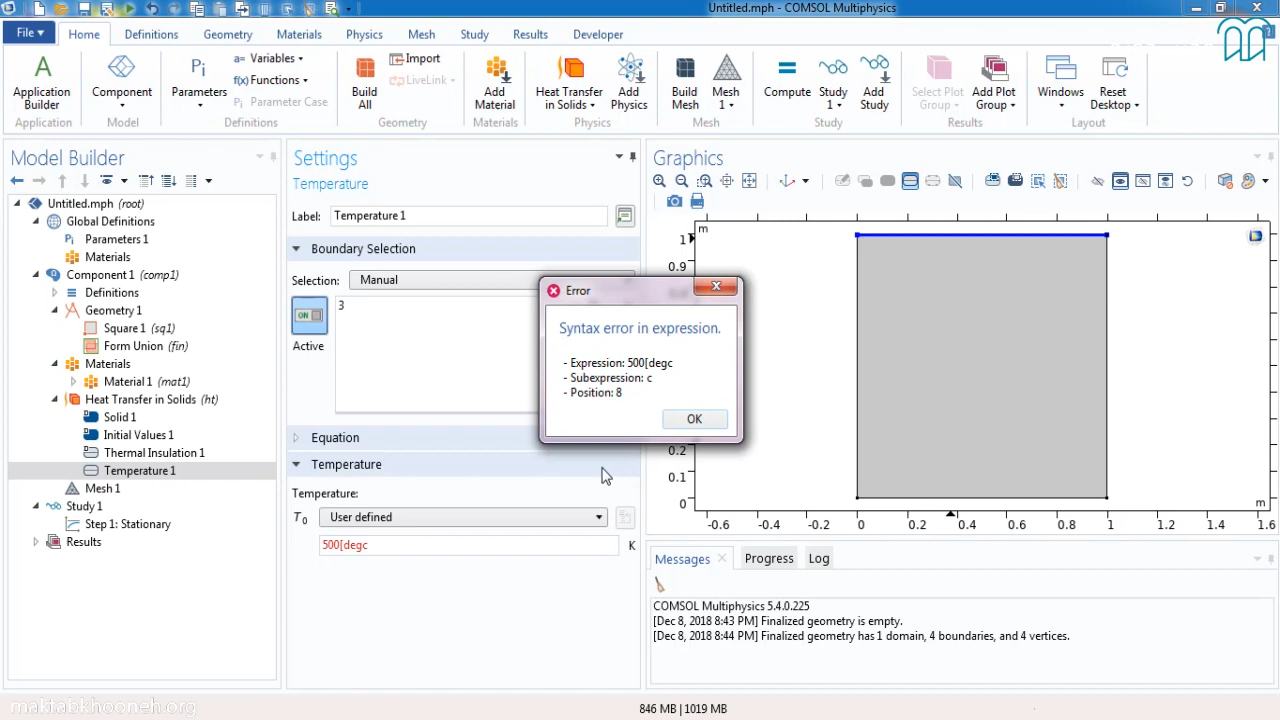 Untitled.mph - COMSOL Multiphysics
File
Home
Definitions
Geometry
Materials
Physics
Mesh
Study
Results
Developer
Application Builder
Component
Parameters
a= Variables
f(x) Functions
Pi Parameter Case
Build All
Import
LiveLink
Add Material
Heat Transfer in Solids
Add Physics
Build Mesh
Mesh 1
Compute
Study 1
Add Study
Select Plot Group
Add Plot Group
Windows
Reset Desktop
Application
Model
Definitions
Geometry
Materials
Physics
Mesh
Study
Results
Layout
Model Builder
Untitled.mph (root)
Global Definitions
Pi Parameters 1
Materials
Component 1 (comp1)
Definitions
Geometry 1
Square 1 (sq1)
Form Union (fin)
Materials
Material 1 (mat1)
Heat Transfer in Solids (ht)
Solid 1
Initial Values 1
Thermal Insulation 1
Temperature 1
Mesh 1
Study 1
Step 1: Stationary
Results
Settings
Temperature
Label: Temperature 1
Boundary Selection
Selection: Manual
3
ON
Active
Equation
Temperature
Temperature:
T0 User defined
500[degc K
Error
Syntax error in expression.
- Expression: 500[degc
- Subexpression: c
- Position: 8
OK
Graphics
m
1
0.9
0.2
0.1
0
-0.6 -0.4 -0.2 0 0.2 0.4 0.6 0.8 1 1.2 1.4 1.6
m
Messages
Progress
Log
COMSOL Multiphysics 5.4.0.225
[Dec 8, 2018 8:43 PM] Finalized geometry is empty.
[Dec 8, 2018 8:44 PM] Finalized geometry has 1 domain, 4 boundaries, and 4 vertices.
maktabkhooneh.org
846 MB | 1019 MB